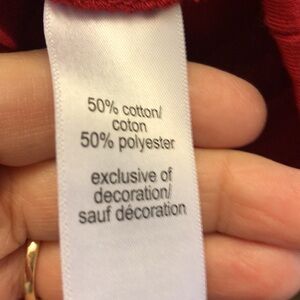 50% cotton/
coton
50% polyester
exclusive of
decoration/
sauf décoration